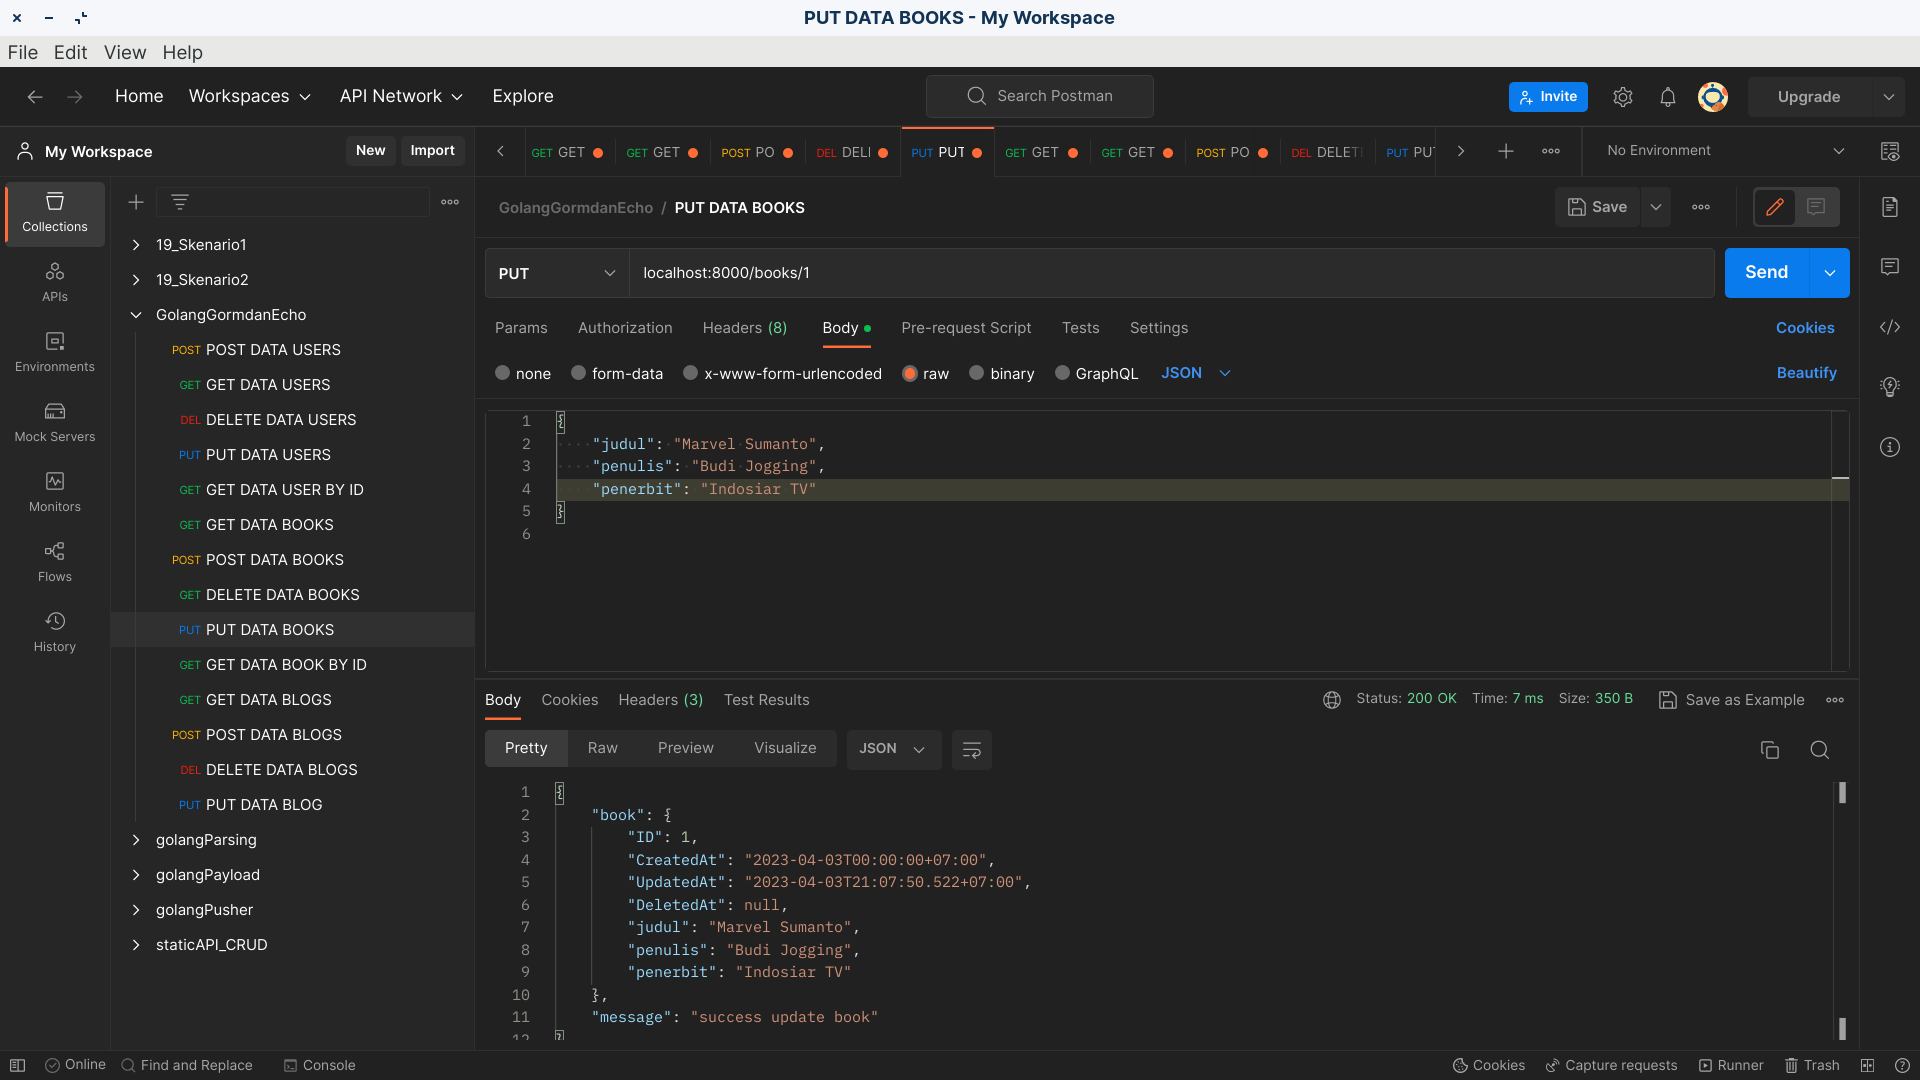 PUT DATA BOOKS - My Workspace
File Edit View Help
Home Workspaces API Network Explore Search Postman Invite Upgrade
My Workspace New Import
GET GET GET GET POST PO DEL DELI PUT PUT GET GET GET GET POST PO DEL DELET PUT PUT No Environment
Collections
APIs
Environments
Mock Servers
Monitors
Flows
History
19_Skenario1
19_Skenario2
GolangGormdanEcho
POST POST DATA USERS
GET GET DATA USERS
DEL DELETE DATA USERS
PUT PUT DATA USERS
GET GET DATA USER BY ID
GET GET DATA BOOKS
POST POST DATA BOOKS
GET DELETE DATA BOOKS
PUT PUT DATA BOOKS
GET GET DATA BOOK BY ID
GET GET DATA BLOGS
POST POST DATA BLOGS
DEL DELETE DATA BLOGS
PUT PUT DATA BLOG
golangParsing
golangPayload
golangPusher
staticAPI_CRUD
GolangGormdanEcho / PUT DATA BOOKS Save
PUT localhost:8000/books/1 Send
Params Authorization Headers (8) Body Pre-request Script Tests Settings Cookies
none form-data x-www-form-urlencoded raw binary GraphQL JSON Beautify
1 {
2 "judul": "Marvel Sumanto",
3 "penulis": "Budi Jogging",
4 "penerbit": "Indosiar TV"
5 }
6
Body Cookies Headers (3) Test Results Status: 200 OK Time: 7 ms Size: 350 B Save as Example
Pretty Raw Preview Visualize JSON
1 {
2 "book": {
3 "ID": 1,
4 "CreatedAt": "2023-04-03T00:00:00+07:00",
5 "UpdatedAt": "2023-04-03T21:07:50.522+07:00",
6 "DeletedAt": null,
7 "judul": "Marvel Sumanto",
8 "penulis": "Budi Jogging",
9 "penerbit": "Indosiar TV"
10 },
11 "message": "success update book"
12 }
Online Find and Replace Console Cookies Capture requests Runner Trash